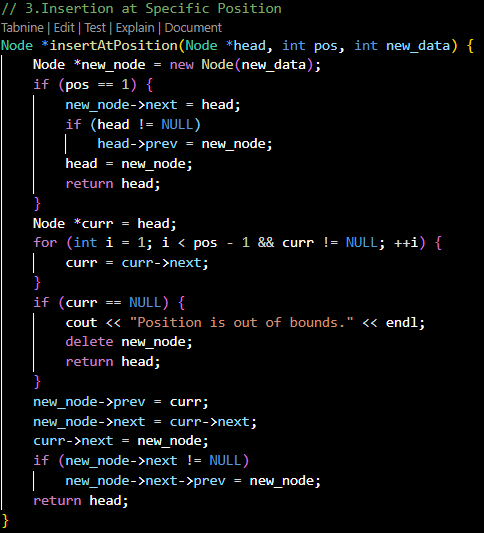 // 3.Insertion at Specific Position
Tabnine | Edit | Test | Explain | Document
Node *insertAtPosition(Node *head, int pos, int new_data) {
    Node *new_node = new Node(new_data);
    if (pos == 1) {
        new_node->next = head;
        if (head != NULL)
            head->prev = new_node;
        head = new_node;
        return head;
    }
    Node *curr = head;
    for (int i = 1; i < pos - 1 && curr != NULL; ++i) {
        curr = curr->next;
    }
    if (curr == NULL) {
        cout << "Position is out of bounds." << endl;
        delete new_node;
        return head;
    }
    new_node->prev = curr;
    new_node->next = curr->next;
    curr->next = new_node;
    if (new_node->next != NULL)
        new_node->next->prev = new_node;
    return head;
}